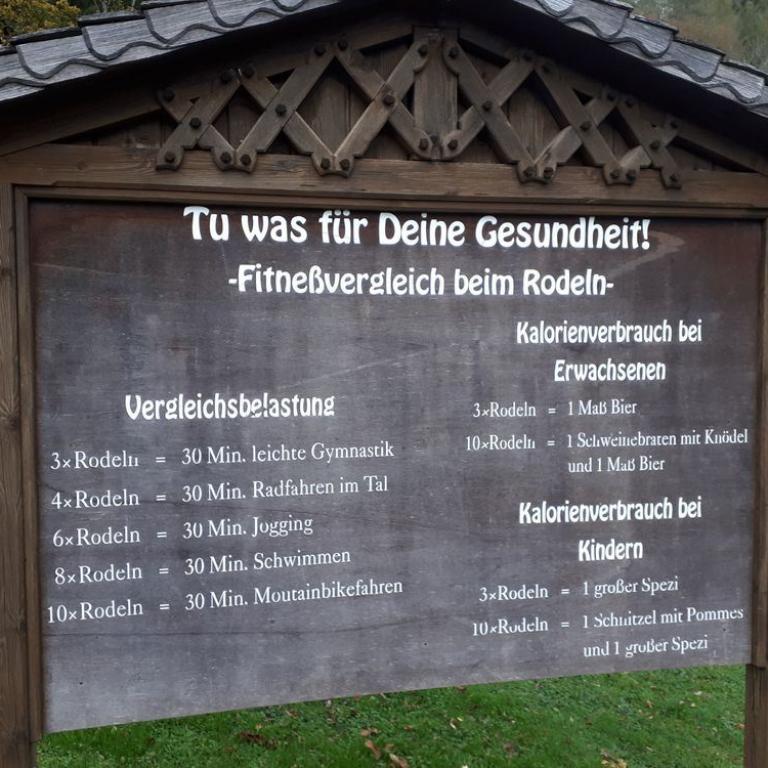 Tu was für Deine Gesundheit!
-Fitneßvergleich beim Rodeln-
Vergleichsbelastung
3×Rodeln = 30 Min. leichte Gymnastik
4×Rodeln = 30 Min. Radfahren im Tal
6×Rodeln = 30 Min. Jogging
8×Rodeln = 30 Min. Schwimmen
10×Rodeln = 30 Min. Moutainbikefahren
Kalorienverbrauch bei
Erwachsenen
3×Rodeln = 1 Maß Bier
10×Rodeln = 1 Schweinebraten mit Knödel
und 1 Maß Bier
Kalorienverbrauch bei
Kindern
3×Rodeln = 1 großer Spezi
10×Rodeln = 1 Schnitzel mit Pommes
und 1 großer Spezi